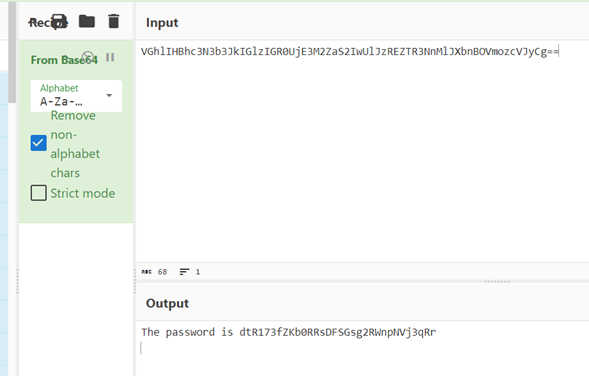 Recipe
Input
VGhlIHBhc3N3b3JkIGlzIGR0UjE3M2ZaS2IwUlJzREZTR3NnMlJXbnBOVmozcVJyCg==
From Base64
Alphabet
A-Za-…
Remove
non-
alphabet
chars
Strict mode
ABC 68 1
Output
The password is dtR173fZKb0RRsDFSGsg2RWnpNVj3qRr